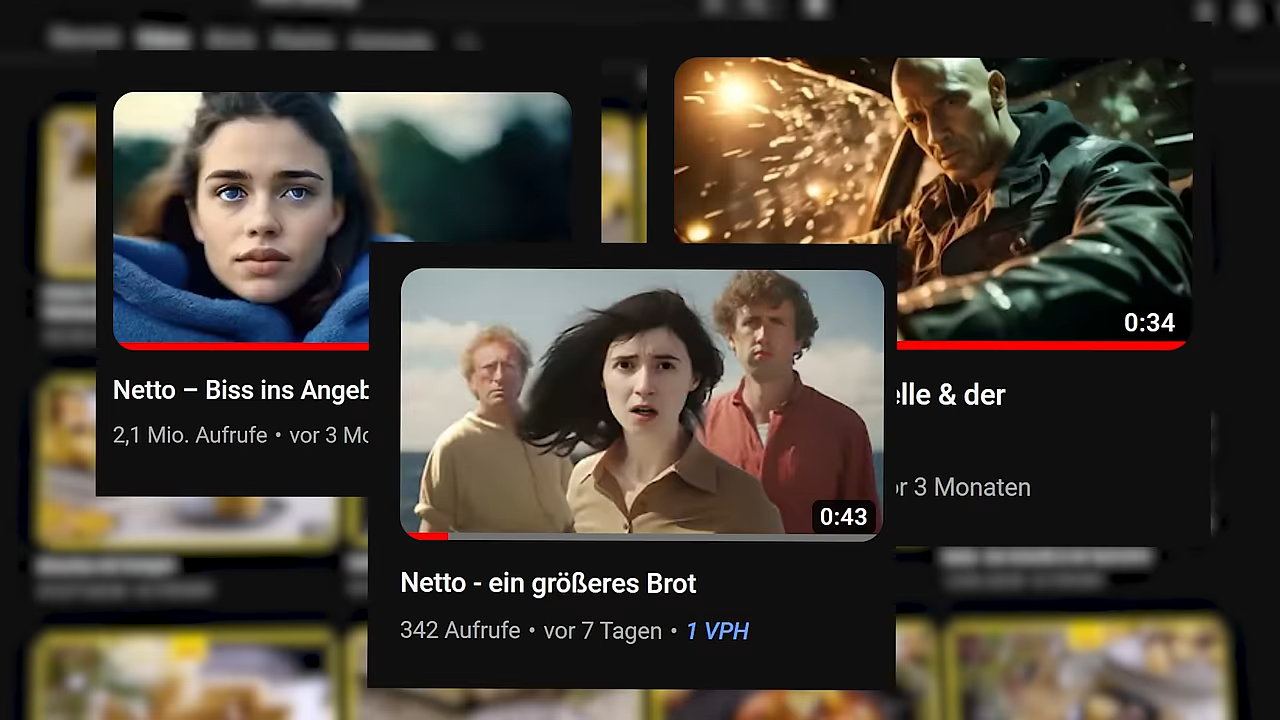 Netto – Biss ins Angeb
2,1 Mio. Aufrufe • vor 3 Mo
0:34
elle & der
or 3 Monaten
0:43
Netto - ein größeres Brot
342 Aufrufe • vor 7 Tagen • 1 VPH